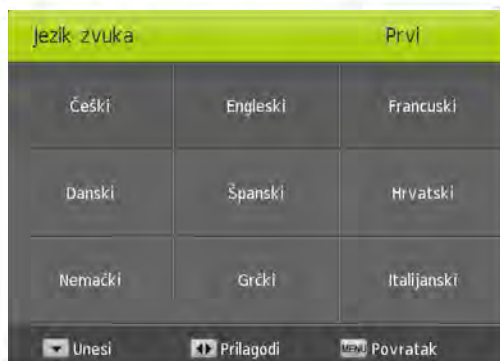 Jezik zvuka Prvi
Češki Engleski Francuski
Danski Španski Hrvatski
Nemački Grčki Italijanski
Unesi Prilagodi MENU Povratak